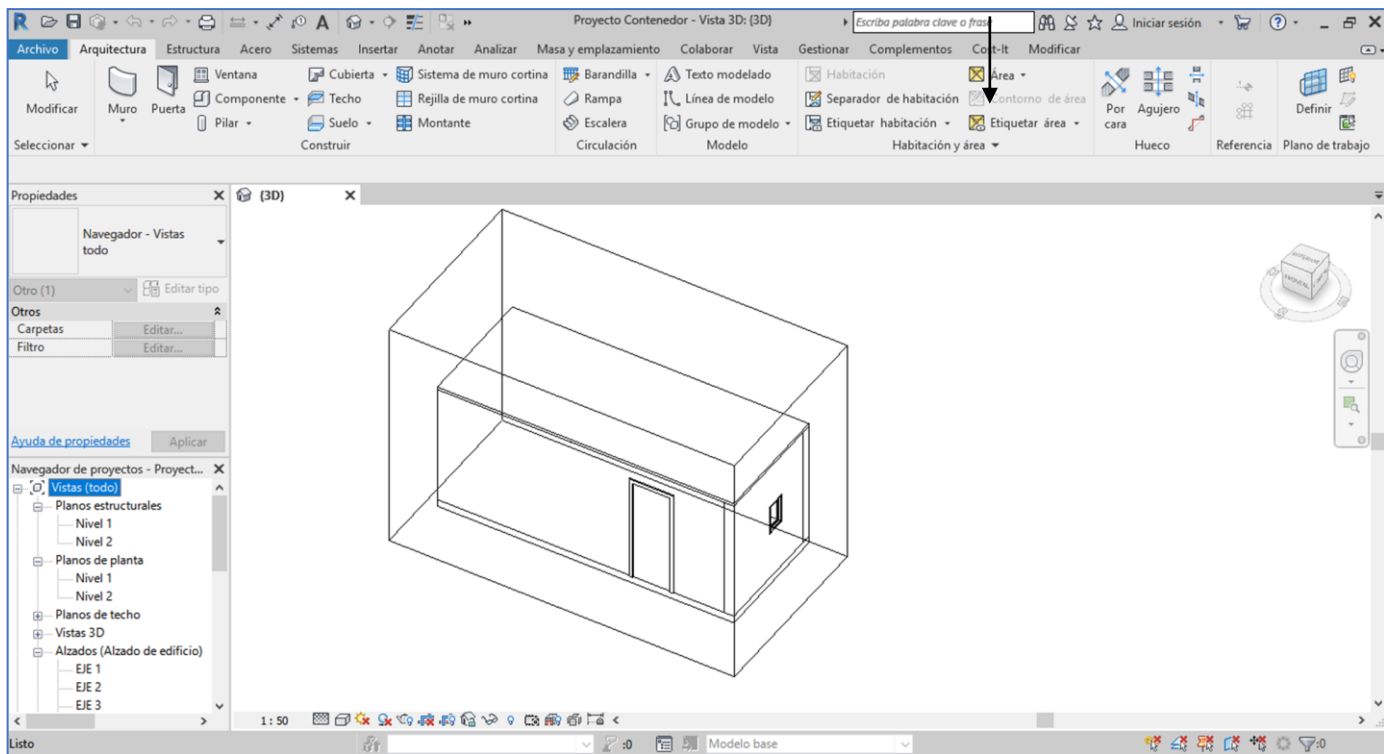 Proyecto Contenedor - Vista 3D: {3D}
Escriba palabra clave o frase
Iniciar sesión
Archivo Arquitectura Estructura Acero Sistemas Insertar Anotar Analizar Masa y emplazamiento Colaborar Vista Gestionar Complementos Cost-It Modificar
Ventana Cubierta Sistema de muro cortina Barandilla Texto modelado Habitación Área
Modificar Muro Puerta Componente Techo Rejilla de muro cortina Rampa Línea de modelo Separador de habitación Contorno de área Por cara Agujero Definir
Pilar Suelo Montante Escalera Grupo de modelo Etiquetar habitación Etiquetar área
Seleccionar Construir Circulación Modelo Habitación y área Hueco Referencia Plano de trabajo
Propiedades
{3D}
Navegador - Vistas
todo
Otro (1) Editar tipo
Otros
Carpetas Editar...
Filtro Editar...
Ayuda de propiedades Aplicar
Navegador de proyectos - Proyect...
Vistas (todo)
Planos estructurales
Nivel 1
Nivel 2
Planos de planta
Nivel 1
Nivel 2
Planos de techo
Vistas 3D
Alzados (Alzado de edificio)
EJE 1
EJE 2
EJE 3
1 : 50
Listo
:0
Modelo base
:0